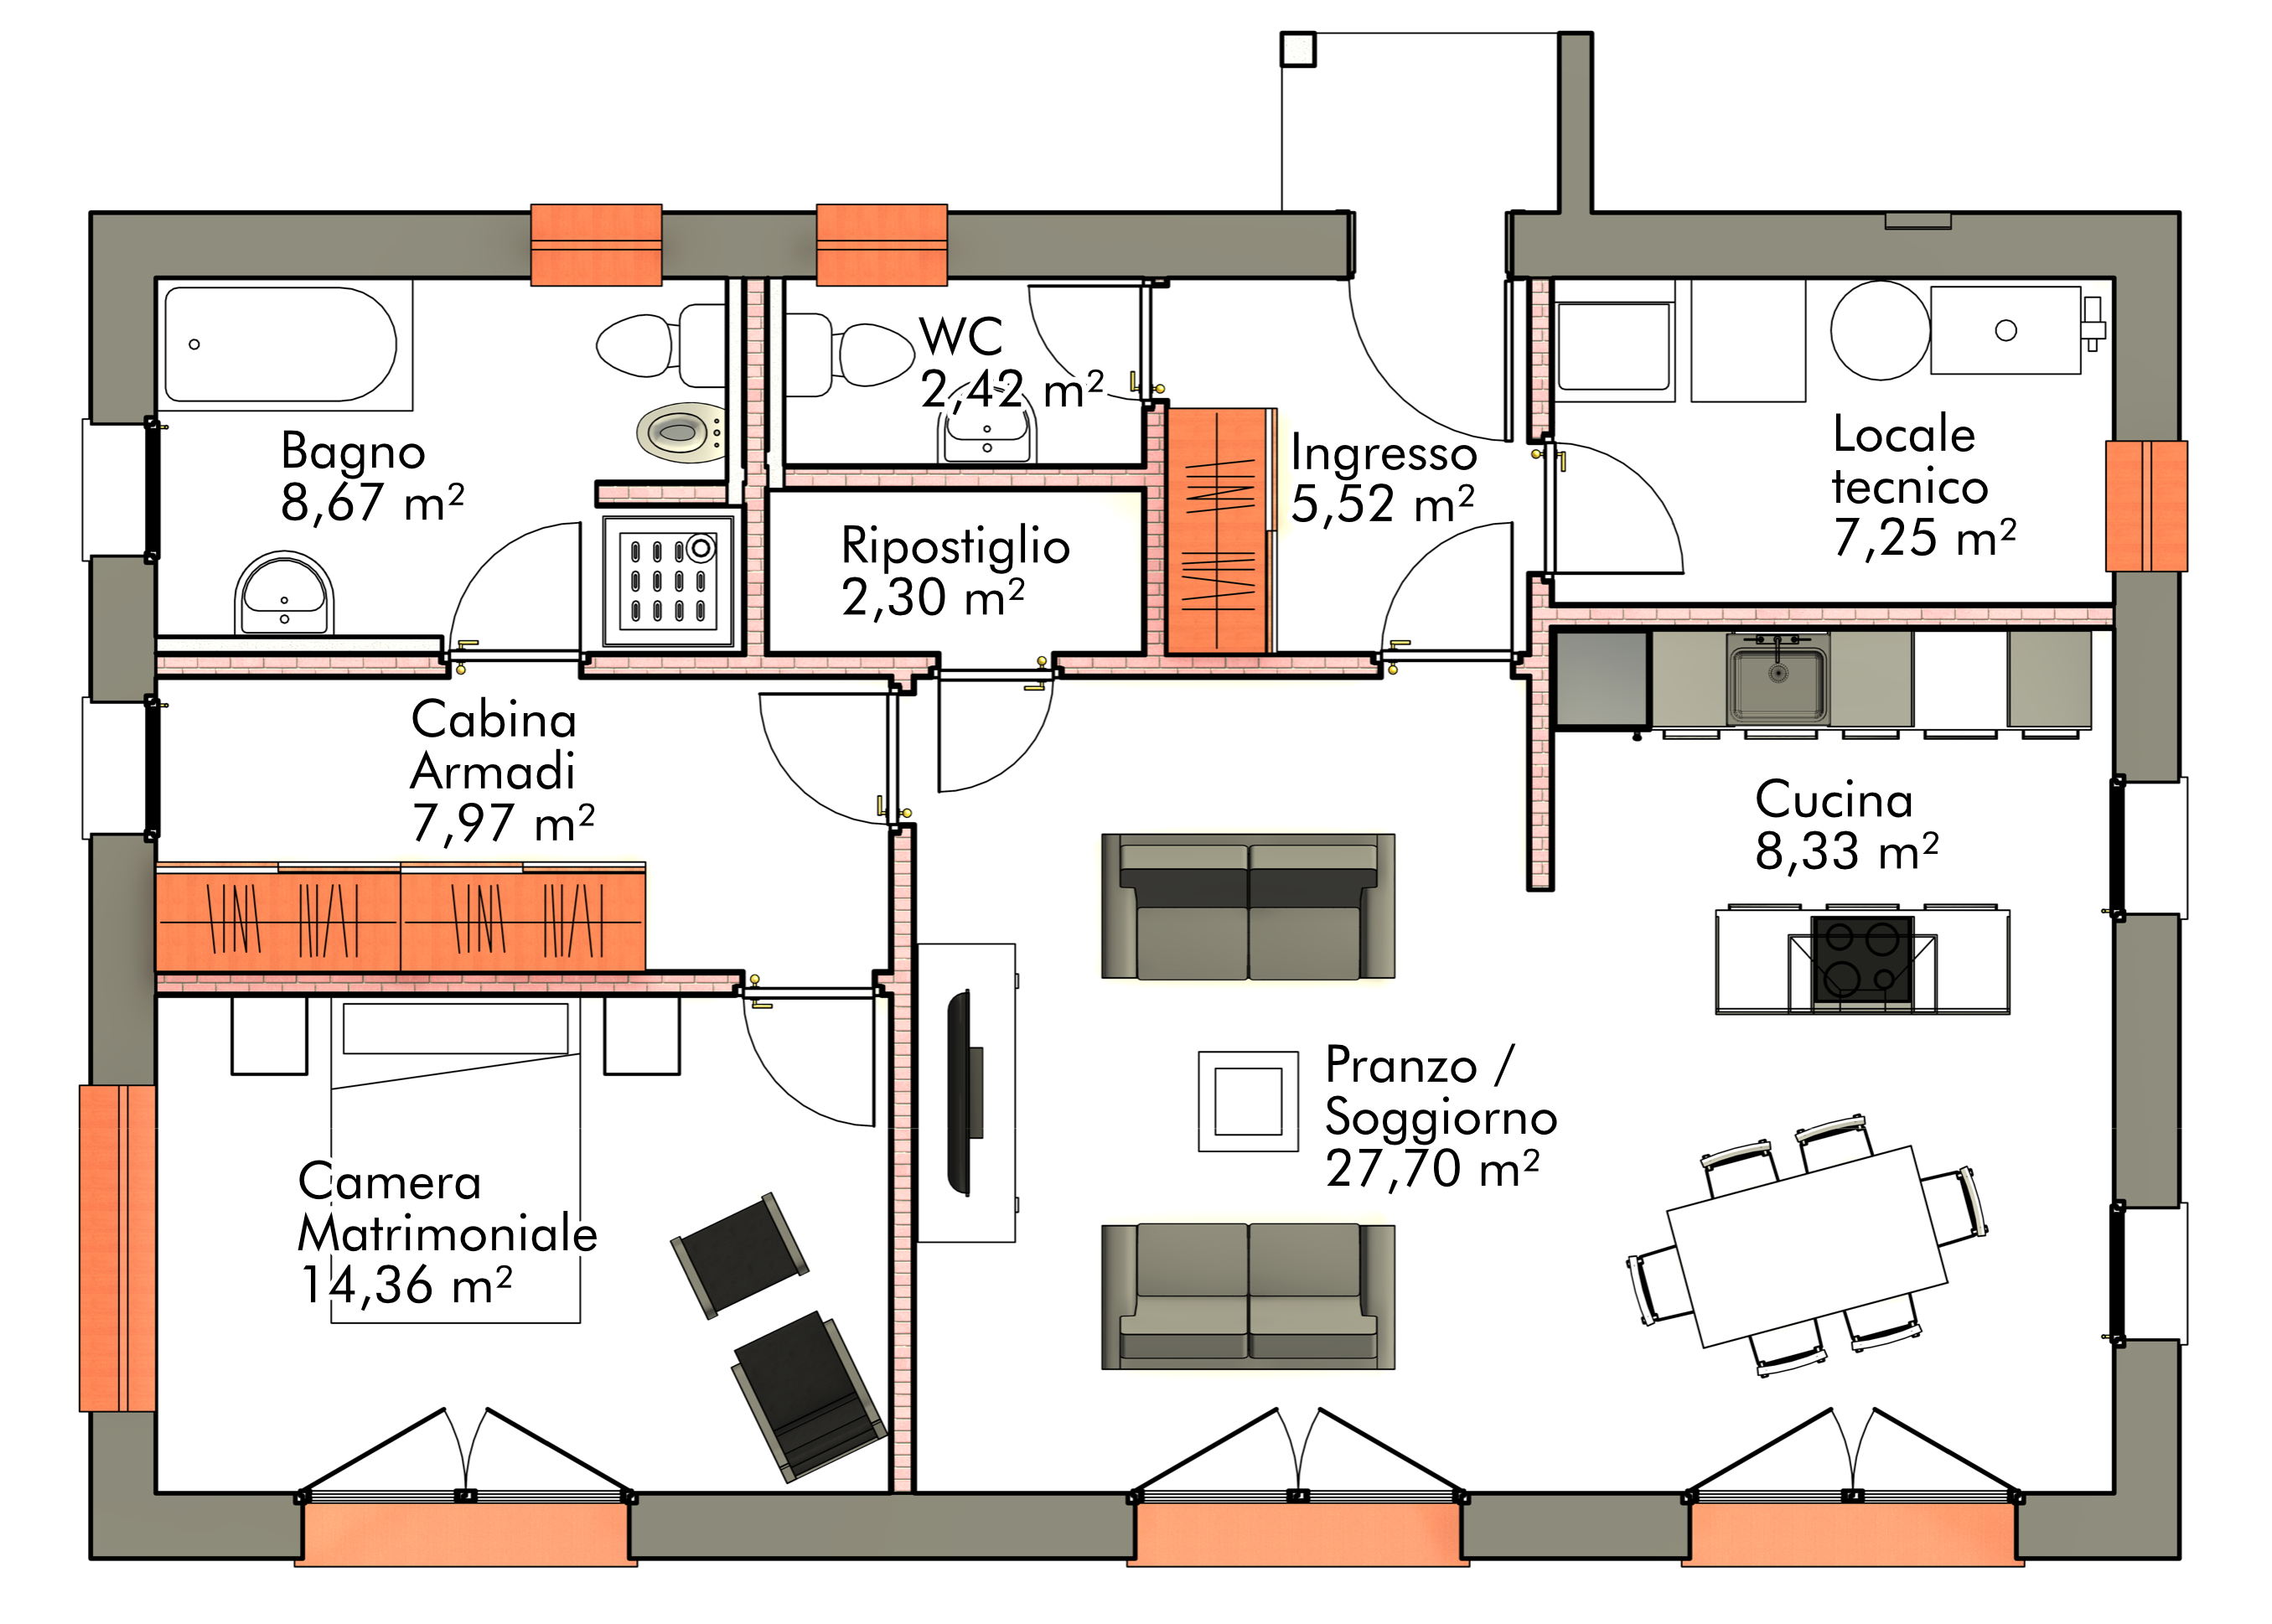 WC
2,42 m²
Bagno
8,67 m²
Ingresso
5,52 m²
Locale
tecnico
7,25 m²
Ripostiglio
2,30 m²
Cabina
Armadi
7,97 m²
Cucina
8,33 m²
Pranzo /
Soggiorno
27,70 m²
Camera
Matrimoniale
14,36 m²